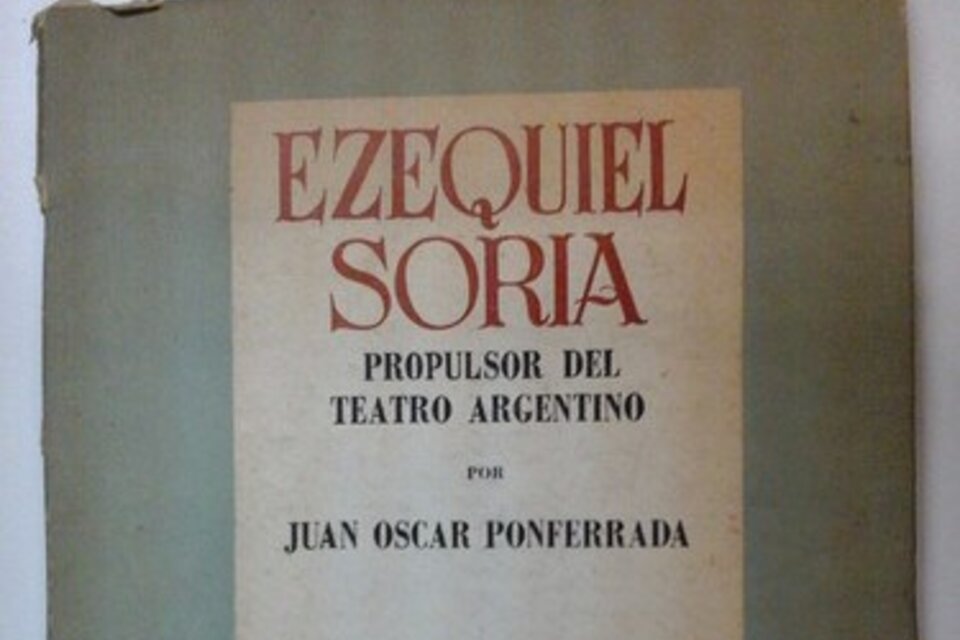 EZEQUIEL
SORIA
PROPULSOR DEL
TEATRO ARGENTINO
POR
JUAN OSCAR PONFERRADA